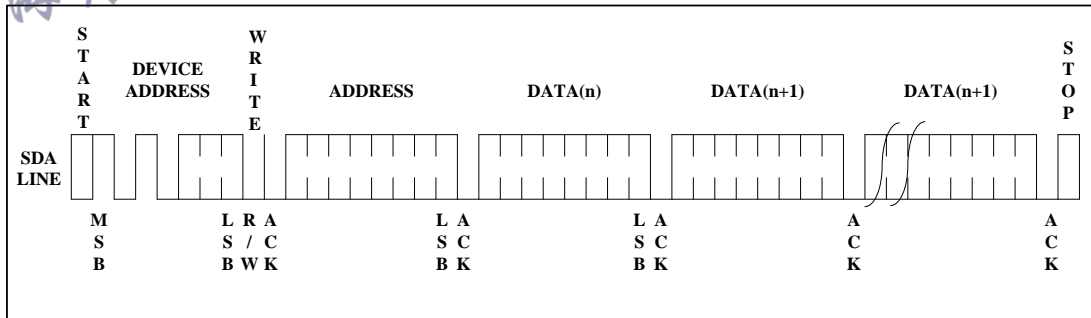 START
WRITE
STOP
DEVICE
ADDRESS
ADDRESS
DATA(n)
DATA(n+1)
DATA(n+1)
SDA
LINE
MSB
LSB
R/W
ACK
LSB
ACK
LSB
ACK
ACK
ACK